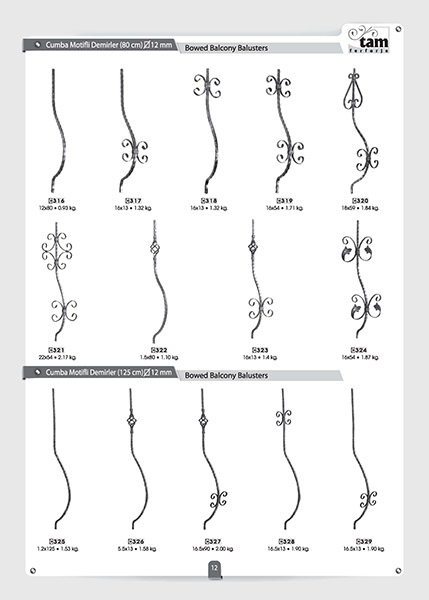 tam
ferforje
Cumba Motifli Demirler (80 cm) Ø 12 mm
Bowed Balcony Balusters
316 317 318 319 320
12x80 • 0.93 kg. 16x13 • 1.32 kg. 16x13 • 1.32 kg. 16x54 • 1.71 kg. 18x59 • 1.84 kg.
321 322 323 324
22x54 • 2.17 kg. 1.5x80 • 1.10 kg. 16x13 • 1.4 kg. 16x54 • 1.87 kg.
Cumba Motifli Demirler (125 cm) Ø 12 mm
Bowed Balcony Balusters
325 326 327 328 329
1.2x125 • 1.53 kg. 5.5x13 • 1.58 kg. 16.5x90 • 2.00 kg. 16.5x13 • 1.90 kg. 16.5x13 • 1.90 kg.
12